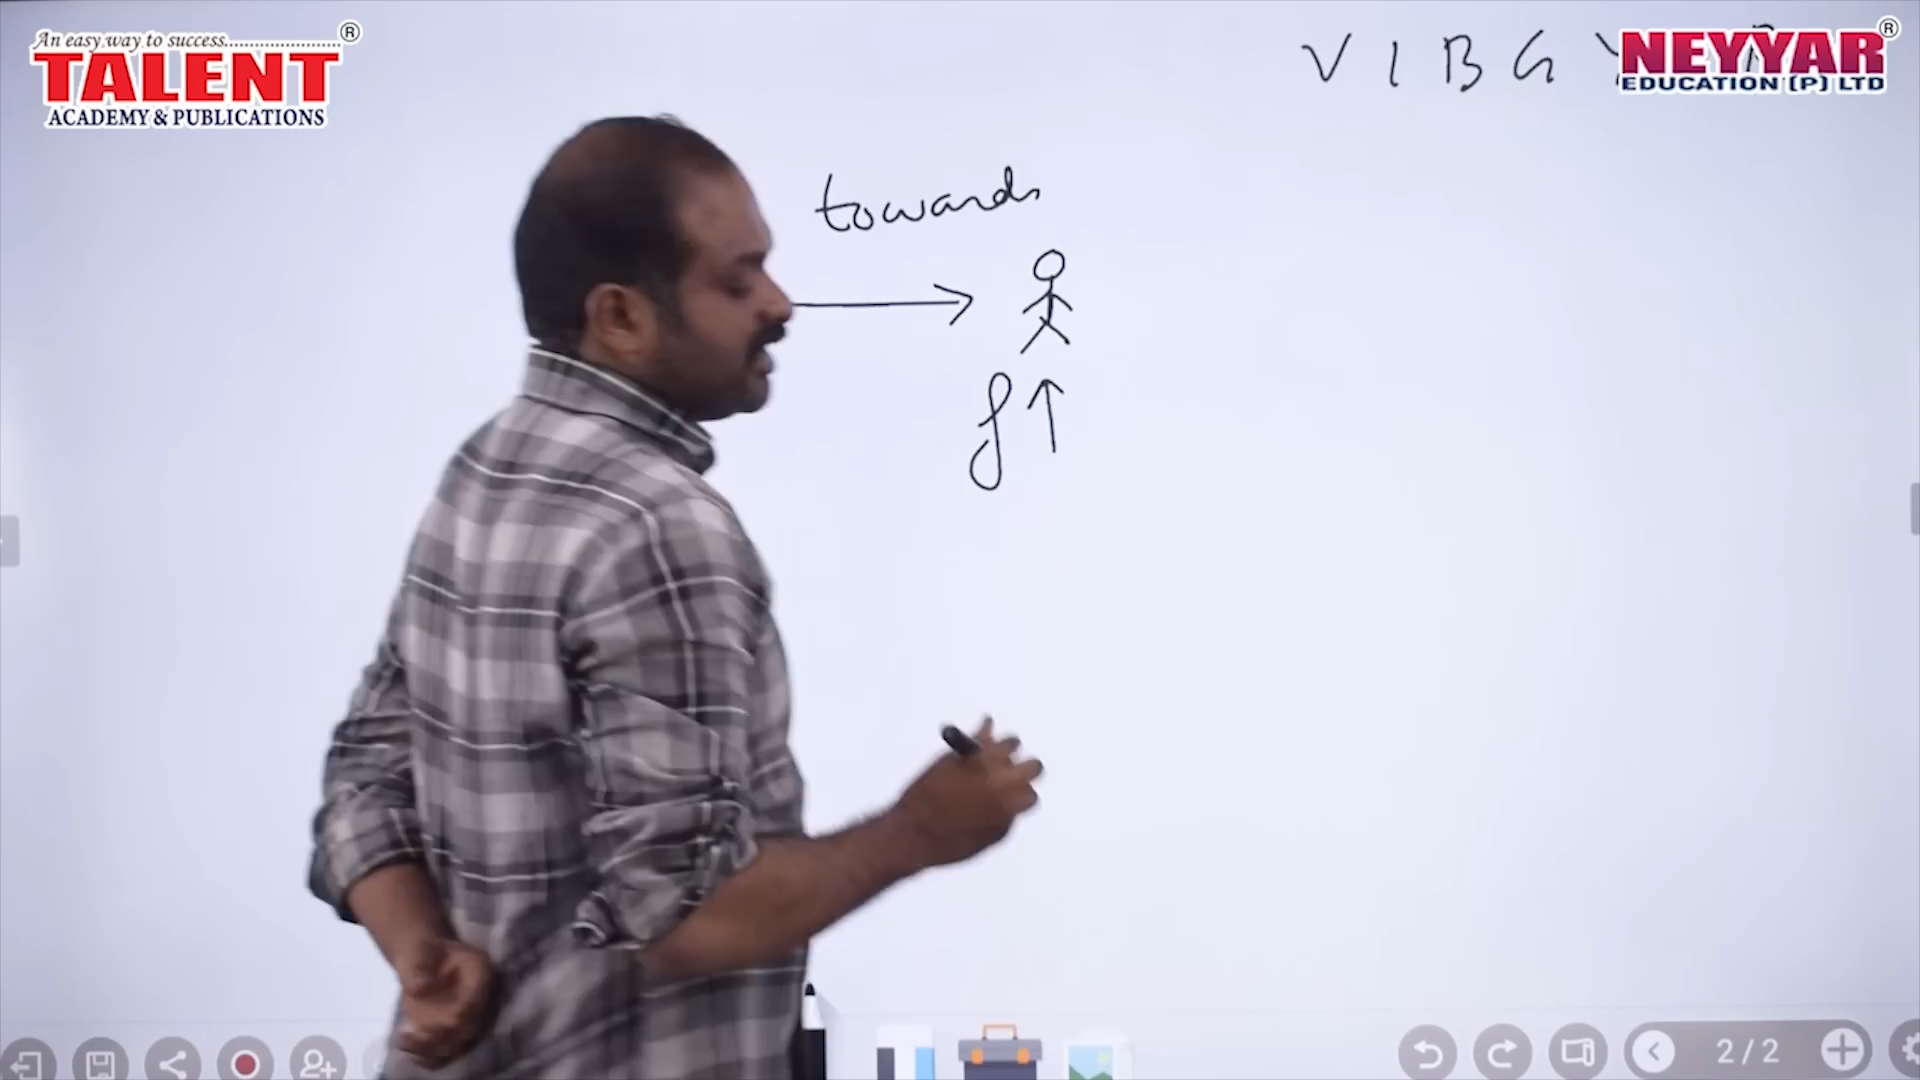 An easy way to success........................®
TALENT
ACADEMY & PUBLICATIONS
V I B G Y
NEYYAR®
EDUCATION (P) LTD
towards
f ↑
2/2